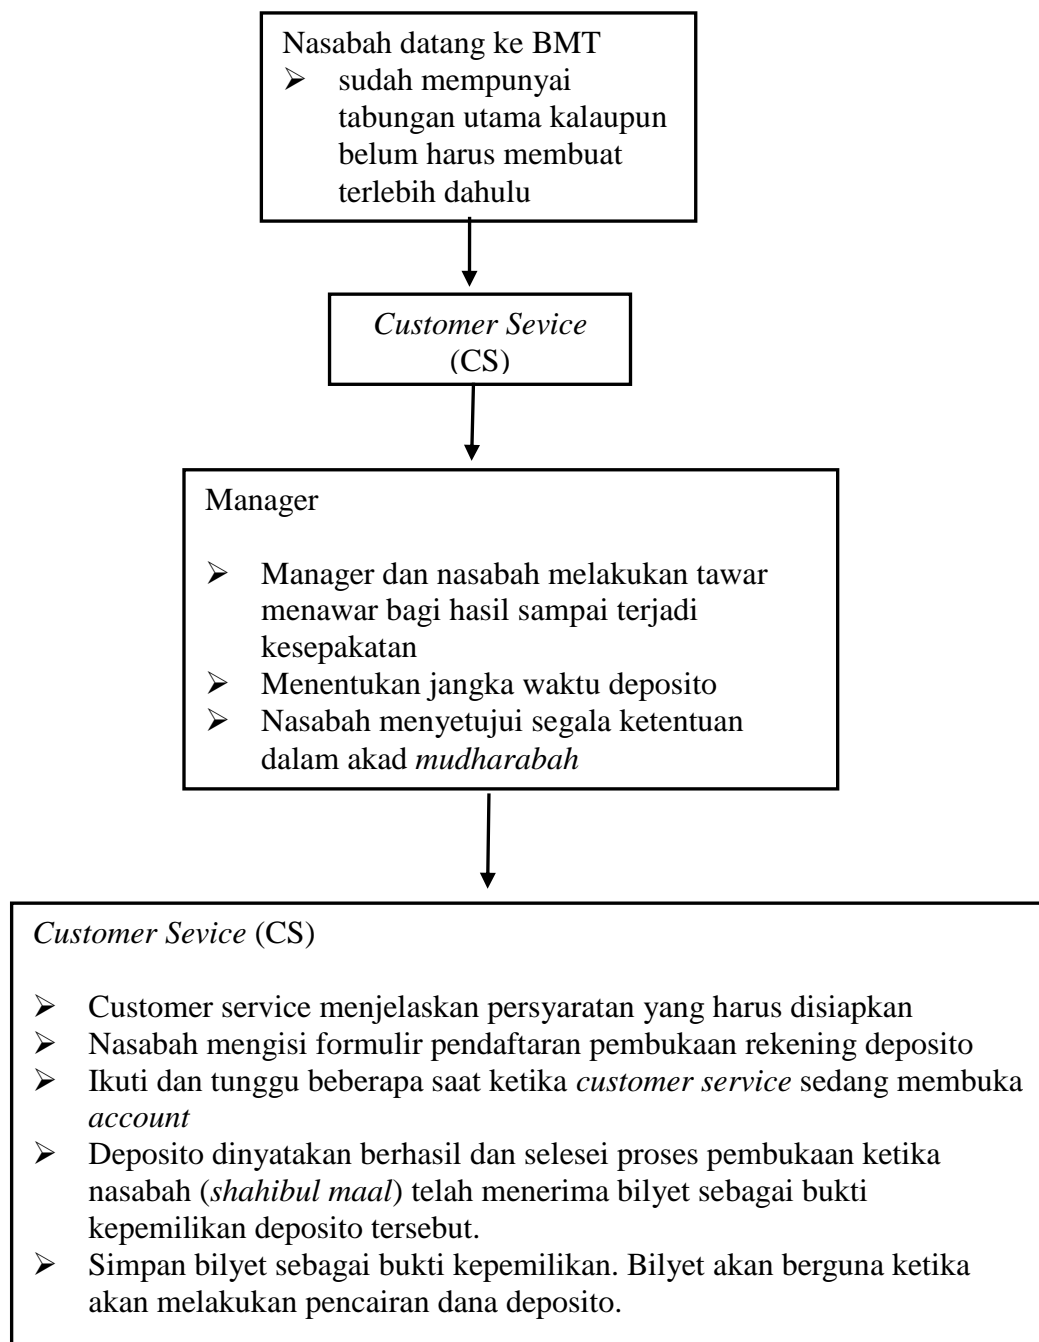 Nasabah datang ke BMT
➢ sudah mempunyai
tabungan utama kalaupun
belum harus membuat
terlebih dahulu
Customer Sevice
(CS)
Manager
➢ Manager dan nasabah melakukan tawar
menawar bagi hasil sampai terjadi
kesepakatan
➢ Menentukan jangka waktu deposito
➢ Nasabah menyetujui segala ketentuan
dalam akad mudharabah
Customer Sevice (CS)
➢ Customer service menjelaskan persyaratan yang harus disiapkan
➢ Nasabah mengisi formulir pendaftaran pembukaan rekening deposito
➢ Ikuti dan tunggu beberapa saat ketika customer service sedang membuka
account
➢ Deposito dinyatakan berhasil dan selesei proses pembukaan ketika
nasabah (shahibul maal) telah menerima bilyet sebagai bukti
kepemilikan deposito tersebut.
➢ Simpan bilyet sebagai bukti kepemilikan. Bilyet akan berguna ketika
akan melakukan pencairan dana deposito.